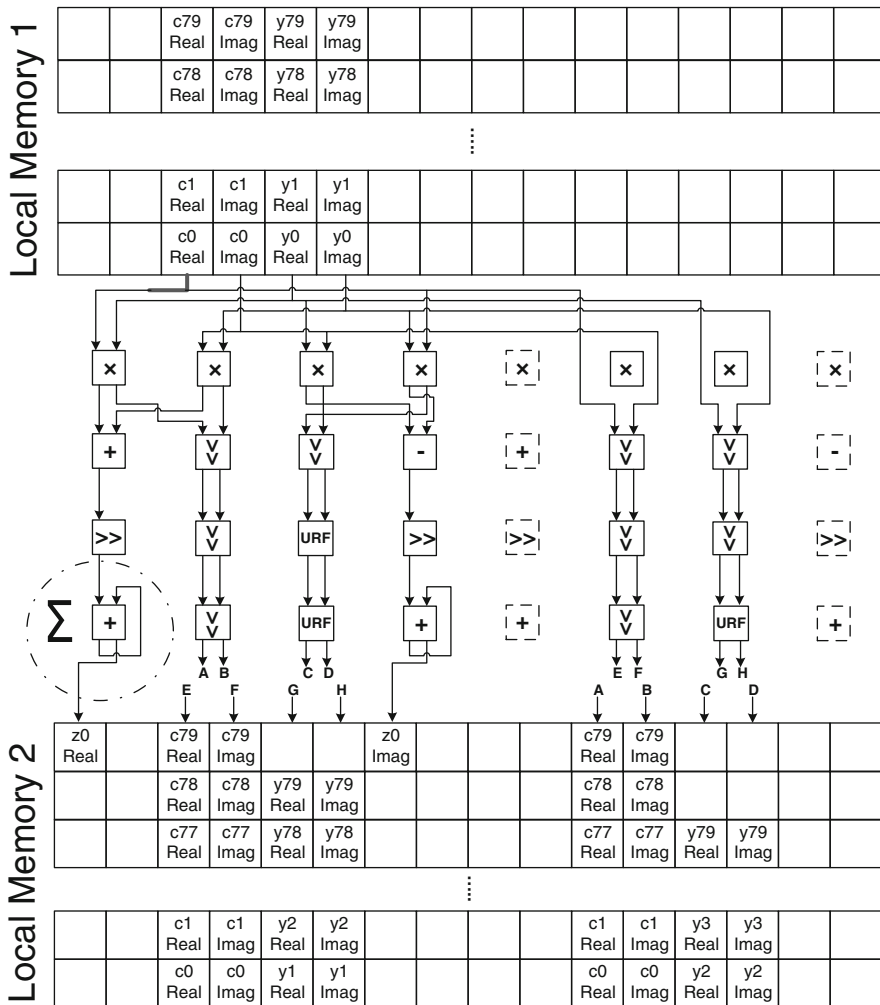 Local Memory 1
c79 c79 y79 y79
Real Imag Real Imag
c78 c78 y78 y78
Real Imag Real Imag
c1 c1 y1 y1
Real Imag Real Imag
c0 c0 y0 y0
Real Imag Real Imag
× × × × × × × ×
+ >> >> - + >> >> -
>> >> URF >> >> >> >> >>
Σ + >> URF + + >> URF +
A B C D E F G H
E F G H A B C D
Local Memory 2
z0 c79 c79 z0 c79 c79
Real Real Imag Imag Real Imag
c78 c78 y79 y79 c78 c78
Real Imag Real Imag Real Imag
c77 c77 y78 y78 c77 c77 y79 y79
Real Imag Real Imag Real Imag Real Imag
c1 c1 y2 y2 c1 c1 y3 y3
Real Imag Real Imag Real Imag Real Imag
c0 c0 y1 y1 c0 c0 y2 y2
Real Imag Real Imag Real Imag Real Imag